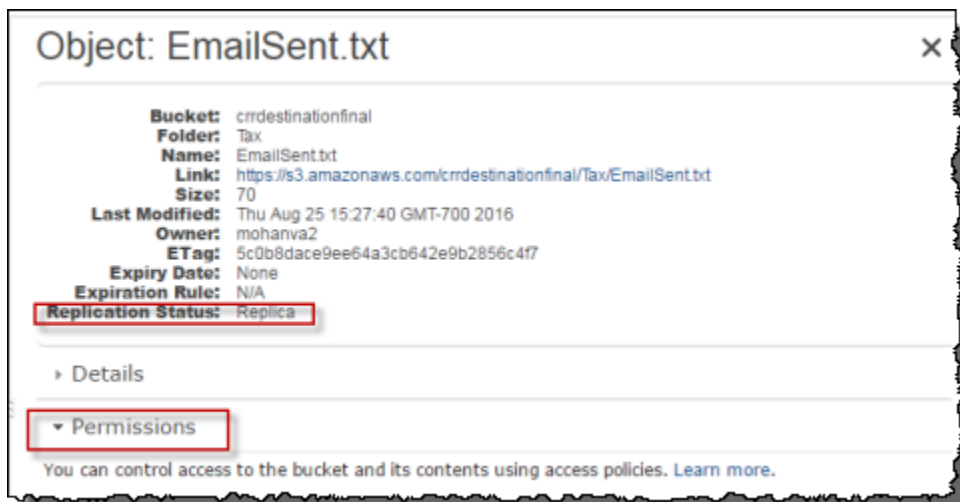 Object: EmailSent.txt
Bucket: crrdestinationfinal
Folder: Tax
Name: EmailSent.txt
Link: https://s3.amazonaws.com/crrdestinationfinal/Tax/EmailSent.txt
Size: 70
Last Modified: Thu Aug 25 15:27:40 GMT-700 2016
Owner: mohanva2
ETag: 5c0b8dace9ee64a3cb642e9b2856c4f7
Expiry Date: None
Expiration Rule: N/A
Replication Status: Replica
Details
Permissions
You can control access to the bucket and its contents using access policies. Learn more.